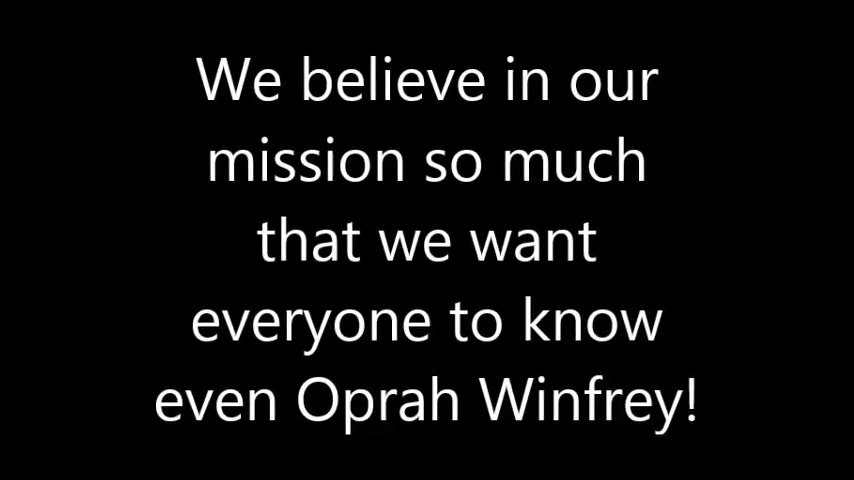 We believe in our
mission so much
that we want
everyone to know
even Oprah Winfrey!